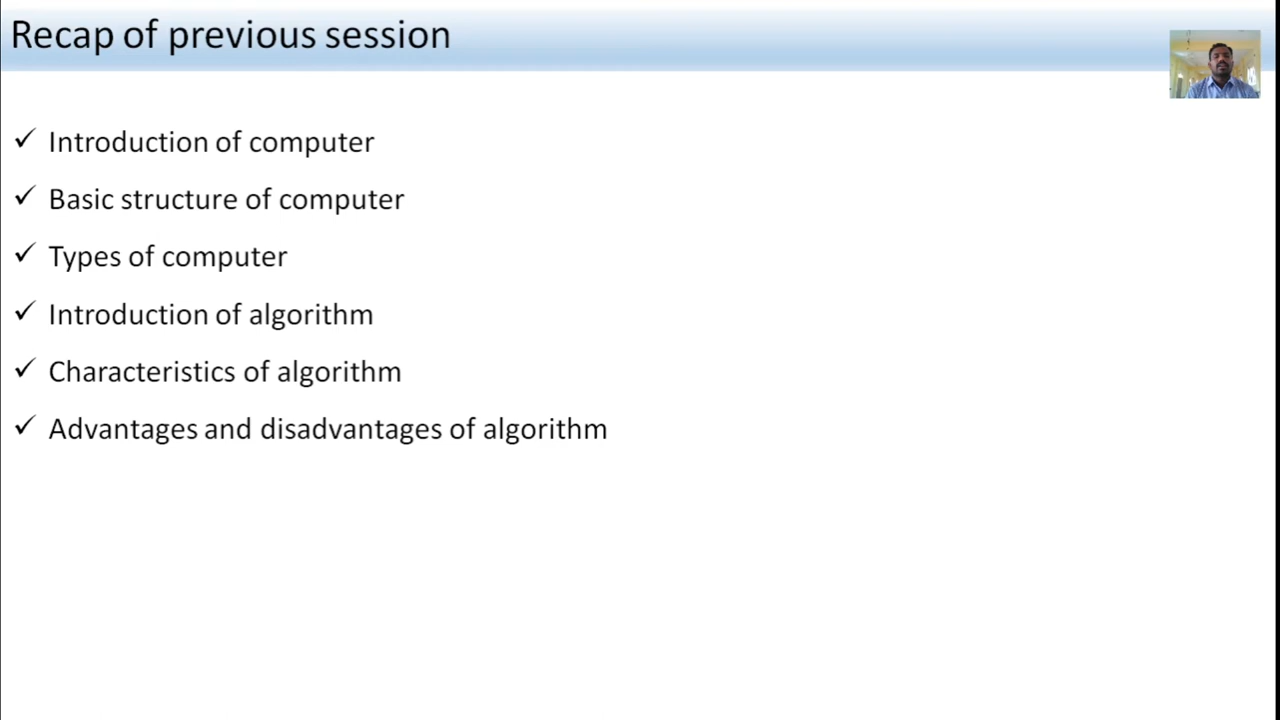 Recap of previous session
✓ Introduction of computer
✓ Basic structure of computer
✓ Types of computer
✓ Introduction of algorithm
✓ Characteristics of algorithm
✓ Advantages and disadvantages of algorithm